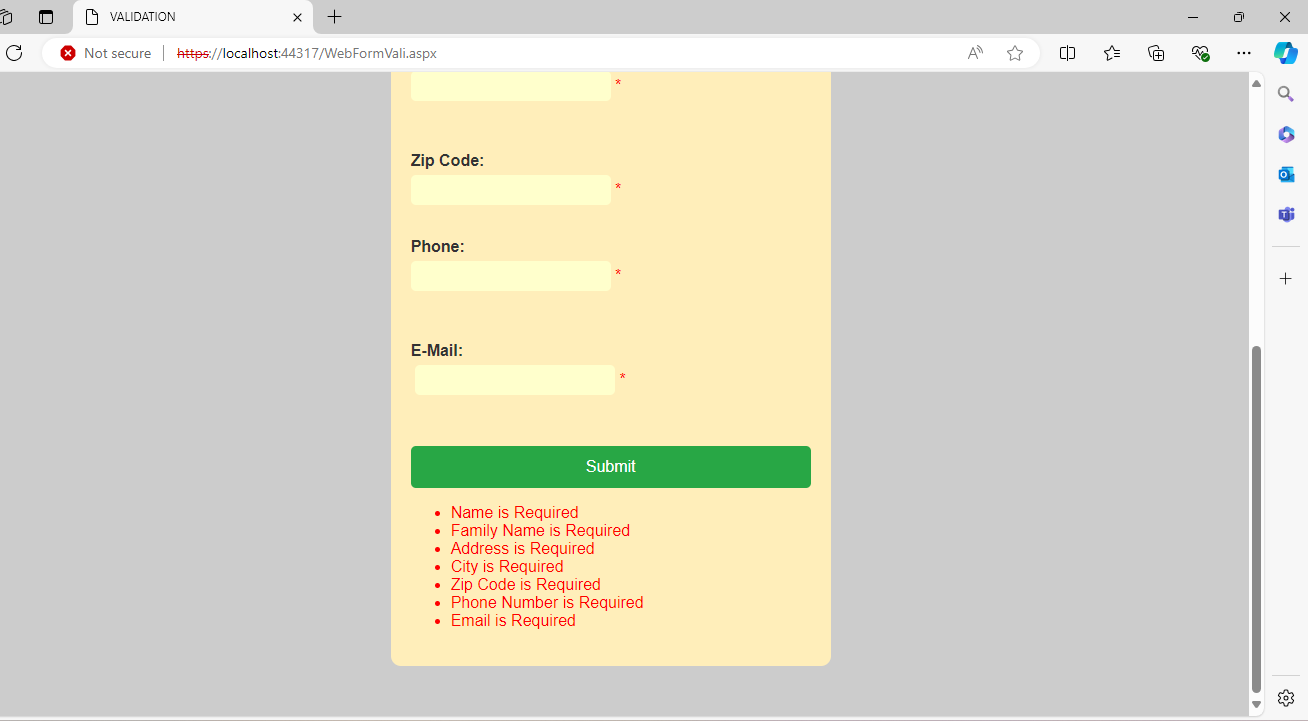 VALIDATION
Not secure
https://localhost:44317/WebFormVali.aspx
*
Zip Code:
*
Phone:
*
E-Mail:
*
Submit
• Name is Required
• Family Name is Required
• Address is Required
• City is Required
• Zip Code is Required
• Phone Number is Required
• Email is Required